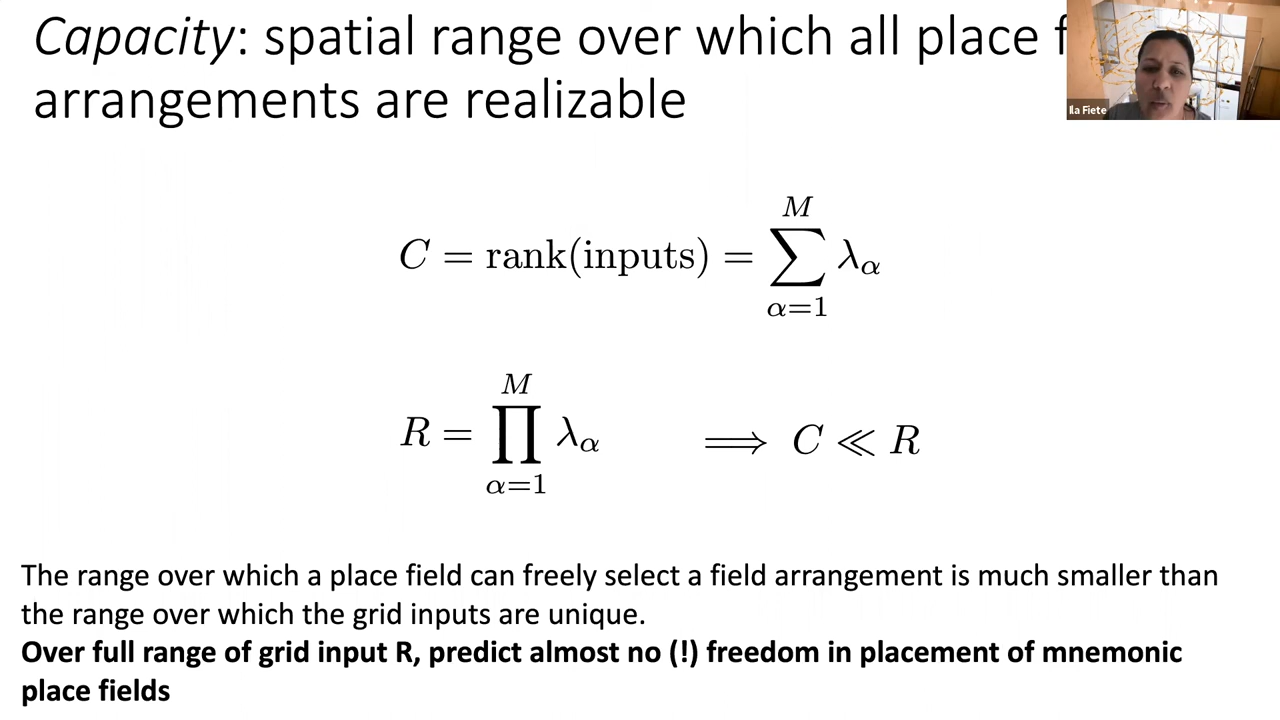 Capacity: spatial range over which all place f
arrangements are realizable
Ila Fiete
C = rank(inputs) = \sum_{α=1}^{M} λ_α
R = \prod_{α=1}^{M} λ_α ⟹ C ≪ R
The range over which a place field can freely select a field arrangement is much smaller than
the range over which the grid inputs are unique.
Over full range of grid input R, predict almost no (!) freedom in placement of mnemonic
place fields